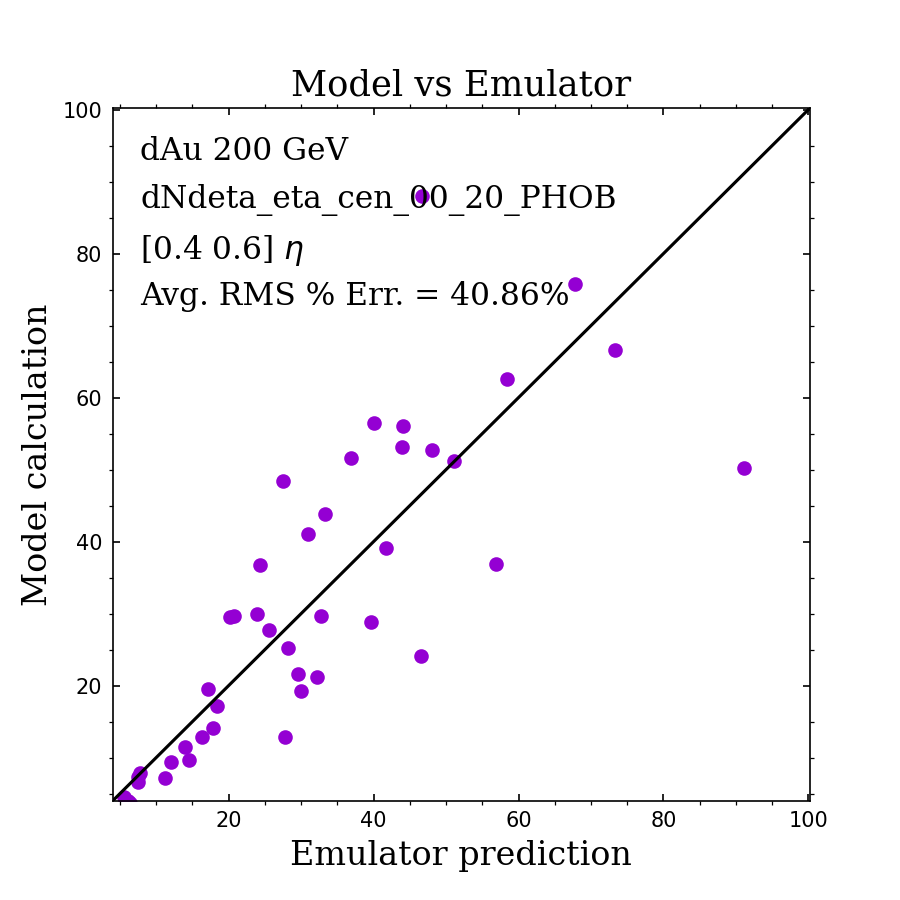 Model vs Emulator
100
dAu 200 GeV
dNdeta_eta_cen_00_20_PHOB
[0.4 0.6] η
Avg. RMS % Err. = 40.86%
80
60
40
20
Model calculation
20 40 60 80 100
Emulator prediction